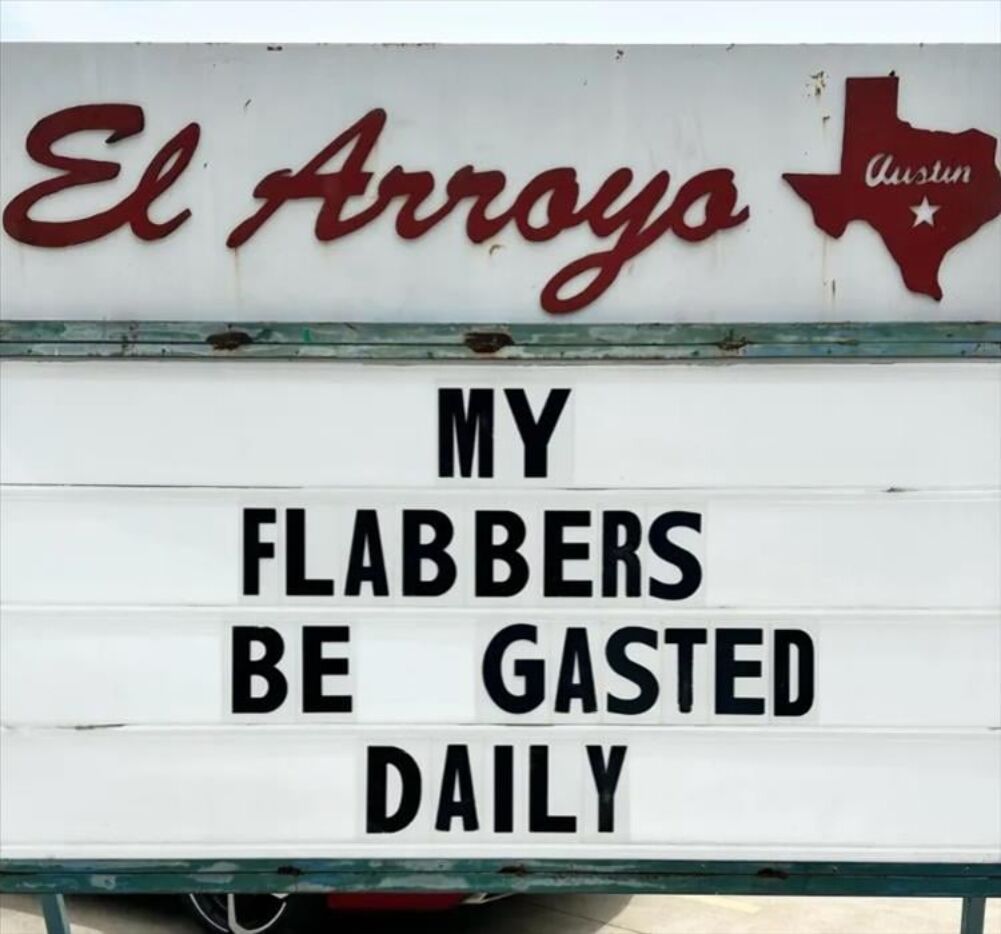 El Arroyo
Austin
MY
FLABBERS
BE GASTED
DAILY